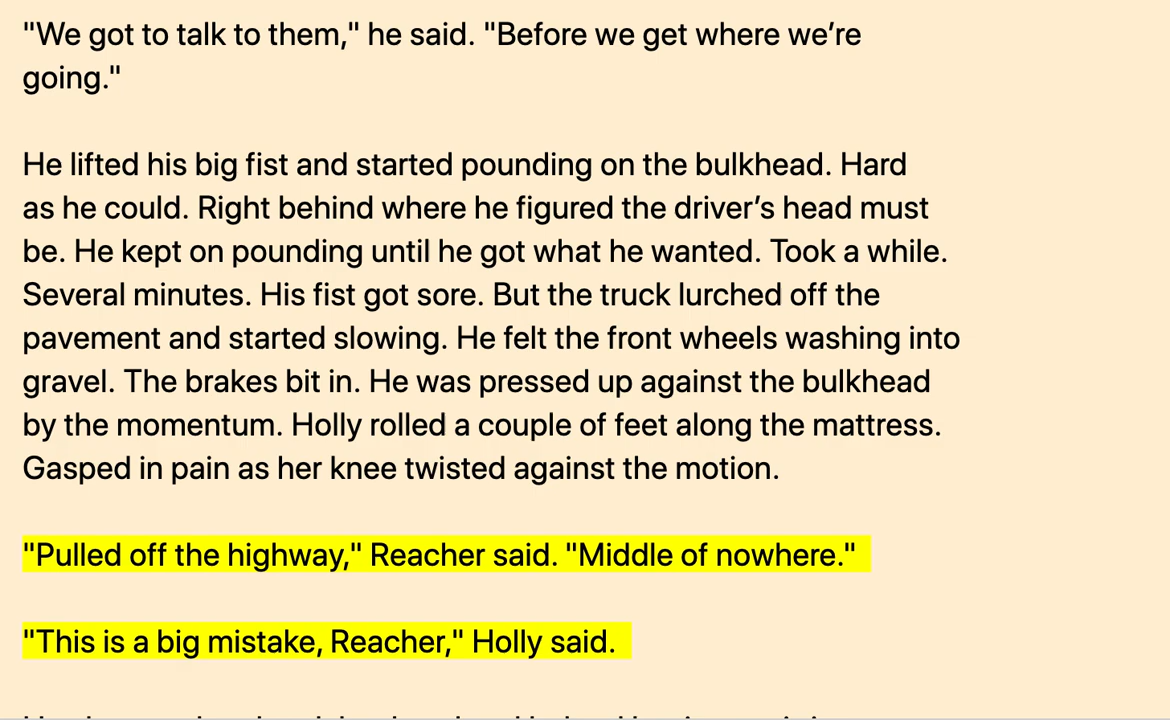 "We got to talk to them," he said. "Before we get where we’re
going."
He lifted his big fist and started pounding on the bulkhead. Hard
as he could. Right behind where he figured the driver’s head must
be. He kept on pounding until he got what he wanted. Took a while.
Several minutes. His fist got sore. But the truck lurched off the
pavement and started slowing. He felt the front wheels washing into
gravel. The brakes bit in. He was pressed up against the bulkhead
by the momentum. Holly rolled a couple of feet along the mattress.
Gasped in pain as her knee twisted against the motion.
"Pulled off the highway," Reacher said. "Middle of nowhere."
"This is a big mistake, Reacher," Holly said.